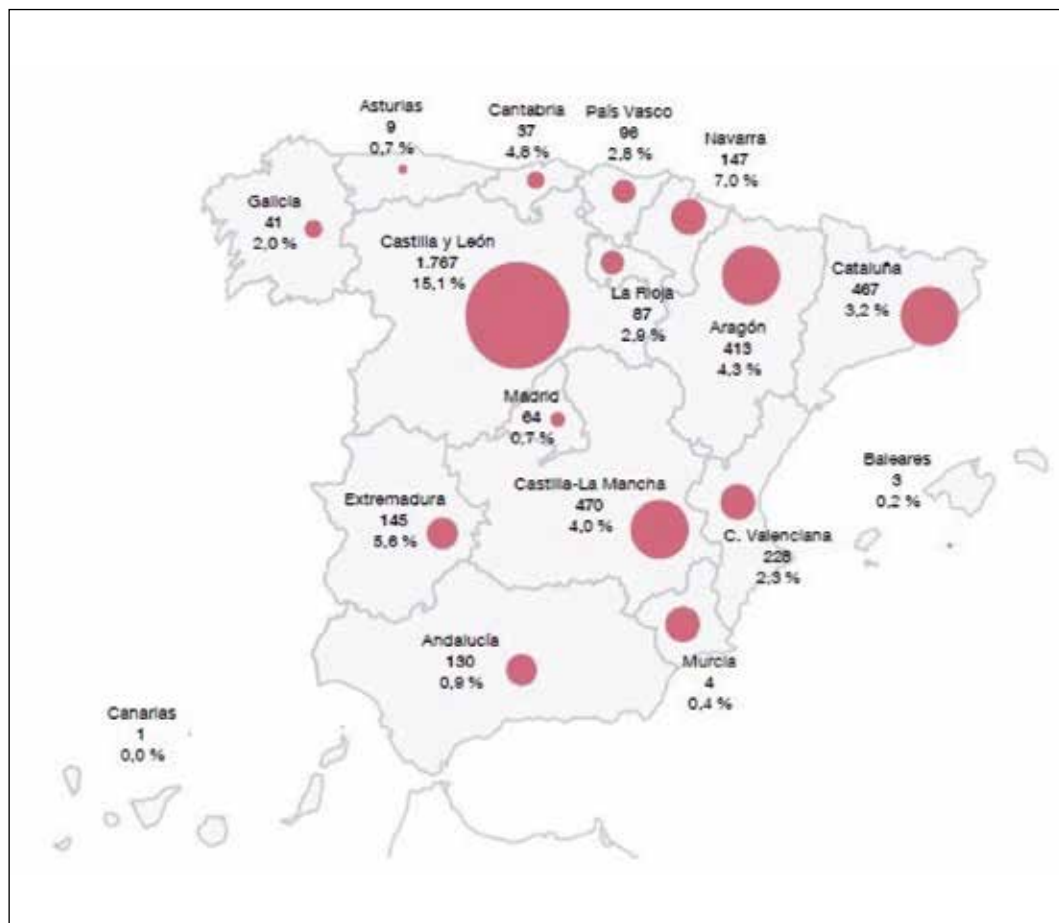 Asturias
9
0,7 %
Cantabria
37
4,8 %
País Vasco
96
2,8 %
Navarra
147
7,0 %
Galicia
41
2,0 %
Castilla y León
1.767
15,1 %
La Rioja
87
2,9 %
Aragón
413
4,3 %
Cataluña
467
3,2 %
Madrid
64
0,7 %
Baleares
3
0,2 %
Extremadura
145
5,6 %
Castilla-La Mancha
470
4,0 %
C. Valenciana
228
2,3 %
Andalucía
130
0,9 %
Murcia
4
0,4 %
Canarias
1
0,0 %